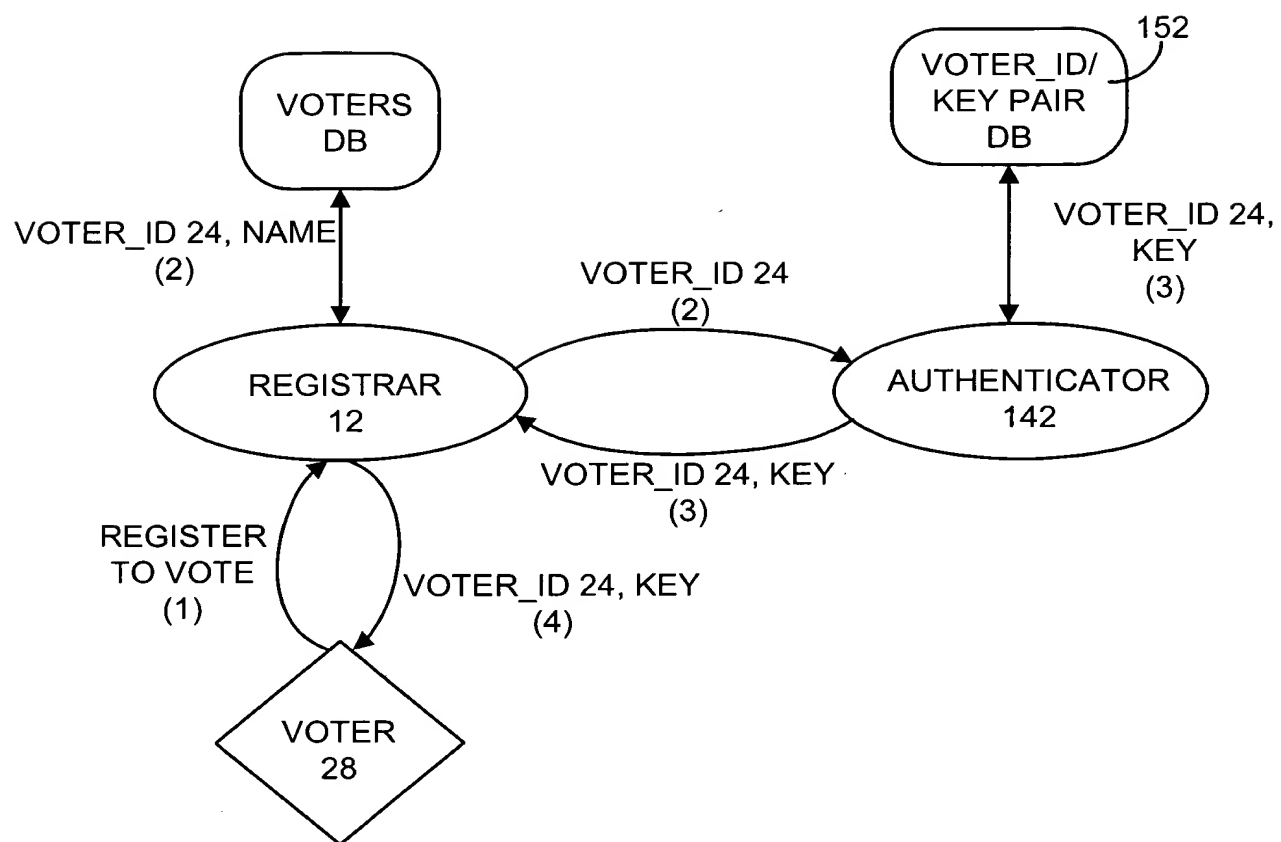 152
VOTERS
DB
VOTER_ID/
KEY PAIR
DB
VOTER_ID 24, NAME
(2)
VOTER_ID 24
(2)
VOTER_ID 24,
KEY
(3)
REGISTRAR
12
AUTHENTICATOR
142
VOTER_ID 24, KEY
(3)
REGISTER
TO VOTE
(1)
VOTER_ID 24, KEY
(4)
VOTER
28